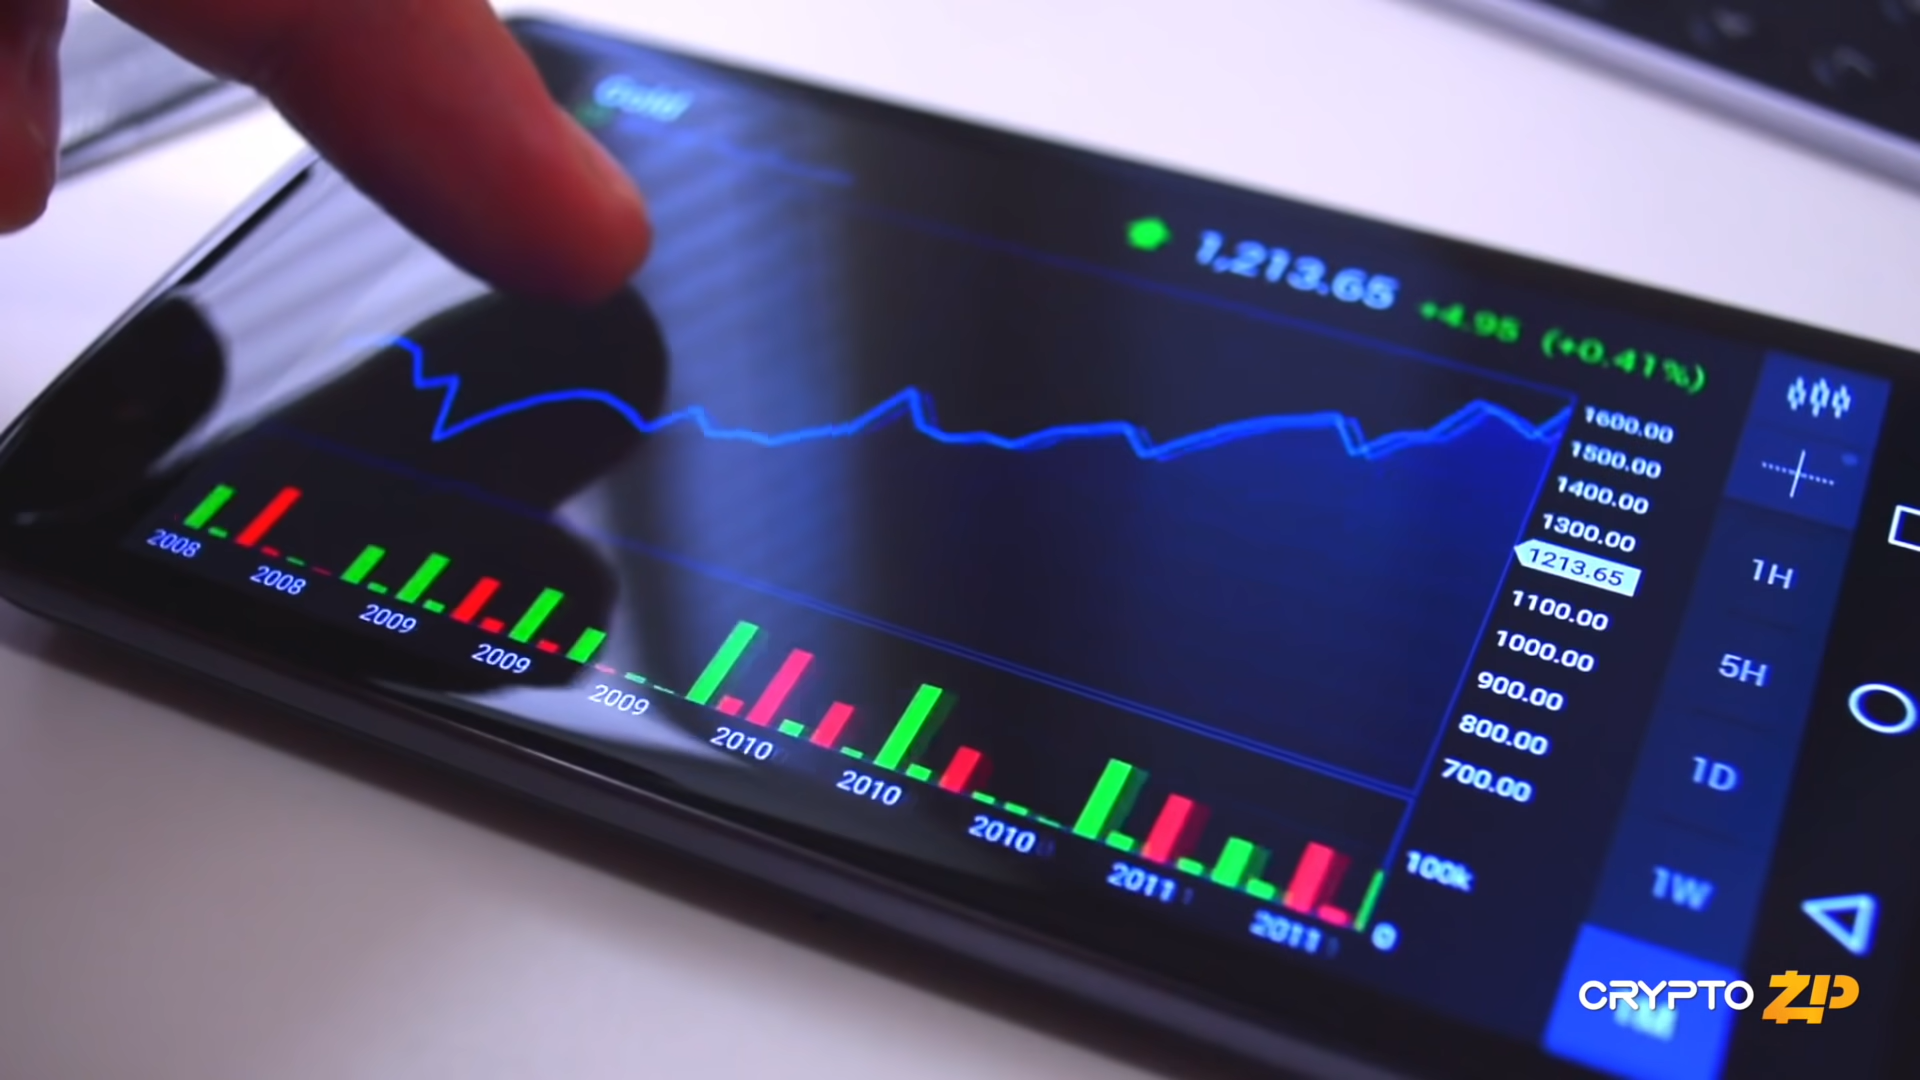 Gold
1,213.65 +4.95 (+0.41%)
1600.00
1500.00
1400.00
1300.00
1213.65
1100.00
1000.00
900.00
800.00
700.00
100k
0
2008
2008
2009
2009
2009
2010
2010
2010
2011
2011
1H
5H
1D
1W
1M
CRYPTO ZIP